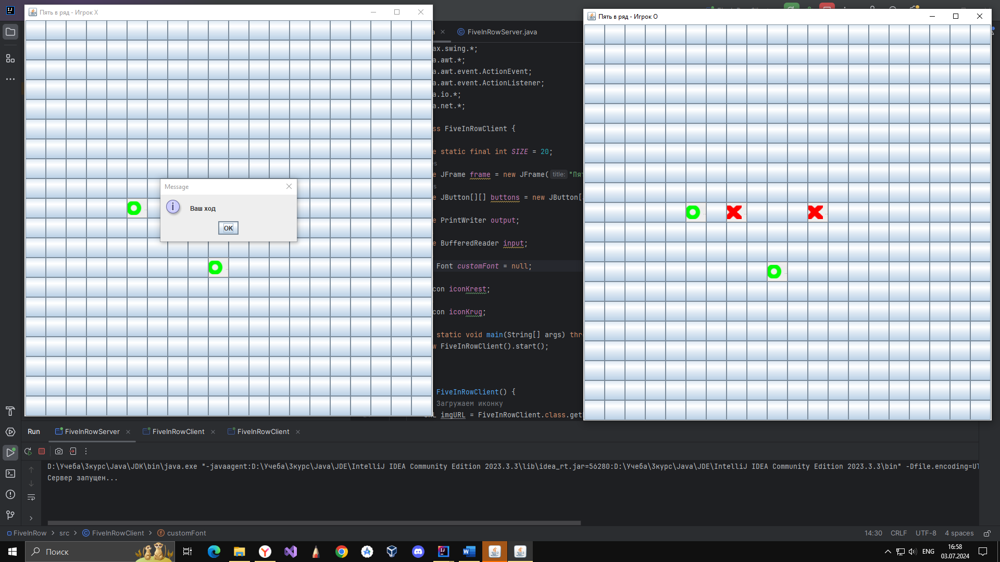 Пять в ряд - Игрок X
Message
Ваш ход
OK
FiveInRowServer.java
ax.swing.*;
a.awt.*;
a.awt.event.ActionEvent;
a.awt.event.ActionListener;
a.io.*;
a.net.*;
ss FiveInRowClient {
e static final int SIZE = 20;
es
e JFrame frame = new JFrame( title: "Пят
s
e JButton[][] buttons = new JButton[
e PrintWriter output;
e BufferedReader input;
Font customFont = null;
con iconKrest;
con iconKrug;
static void main(String[] args) thr
w FiveInRowClient().start();
FiveInRowClient() {
Загружаем иконку
URL imgURL = FiveInRowClient.class.get
Пять в ряд - Игрок O
Run
FiveInRowServer
FiveInRowClient
FiveInRowClient
D:\Учеба\3курс\Java\JDK\bin\java.exe "-javaagent:D:\Учеба\3курс\Java\JDE\IntelliJ IDEA Community Edition 2023.3.3\lib\idea_rt.jar=56280:D:\Учеба\3курс\Java\JDE\IntelliJ IDEA Community Edition 2023.3.3\bin" -Dfile.encoding=UT
Сервер запущен...
FiveInRow > src > FiveInRowClient > customFont
14:30 CRLF UTF-8 4 spaces
Поиск
ENG
16:58
03.07.2024